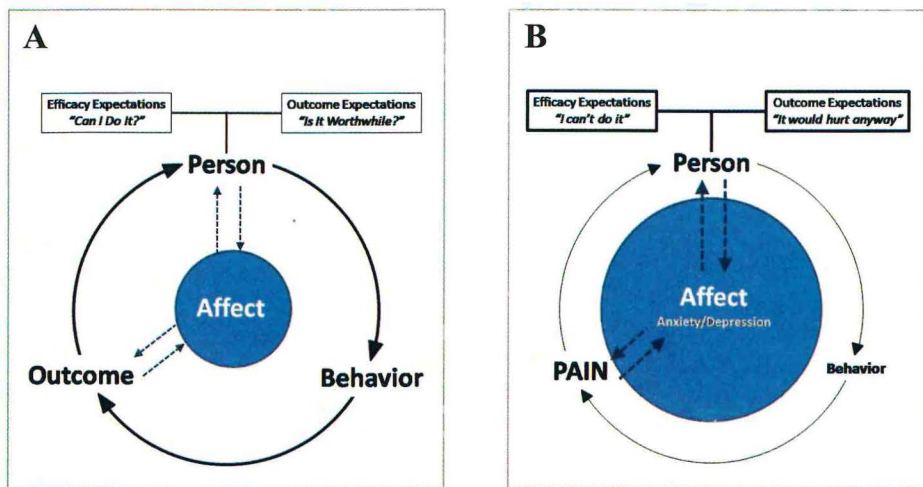 A
Efficacy Expectations
"Can I Do It?"
Outcome Expectations
"Is It Worthwhile?"
Person
Affect
Outcome
Behavior
B
Efficacy Expectations
"I can't do it"
Outcome Expectations
"It would hurt anyway"
Person
Affect
Anxiety/Depression
PAIN
Behavior